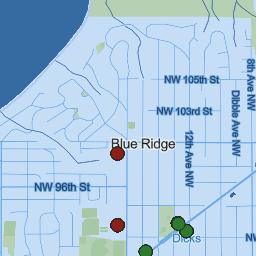 8th Ave NW
NW 105th St
Dibble Ave NW
NW 103rd St
Blue Ridge
12th Ave NW
NW 96th St
Dicks